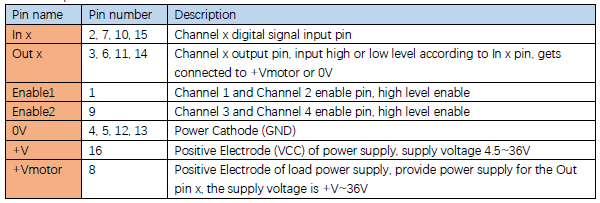 Pin name Pin number Description
In x 2, 7, 10, 15 Channel x digital signal input pin
Out x 3, 6, 11, 14 Channel x output pin, input high or low level according to In x pin, gets
connected to +Vmotor or 0V
Enable1 1 Channel 1 and Channel 2 enable pin, high level enable
Enable2 9 Channel 3 and Channel 4 enable pin, high level enable
0V 4, 5, 12, 13 Power Cathode (GND)
+V 16 Positive Electrode (VCC) of power supply, supply voltage 4.5~36V
+Vmotor 8 Positive Electrode of load power supply, provide power supply for the Out
pin x, the supply voltage is +V~36V